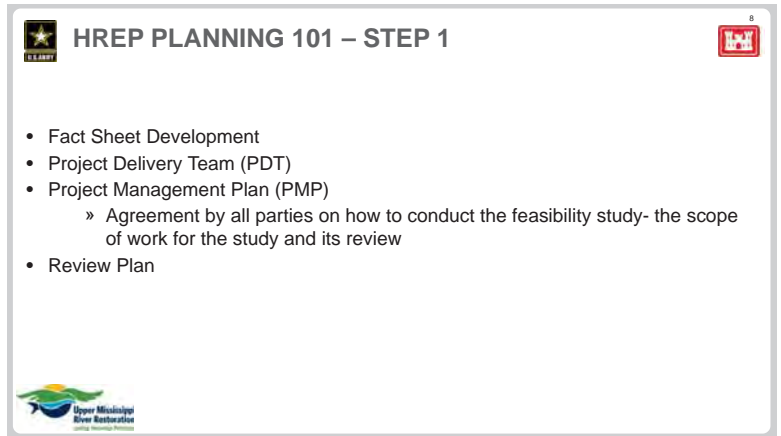 8
HREP PLANNING 101 – STEP 1
U.S.ARMY
• Fact Sheet Development
• Project Delivery Team (PDT)
• Project Management Plan (PMP)
» Agreement by all parties on how to conduct the feasibility study- the scope
of work for the study and its review
• Review Plan
Upper Mississippi
River Restoration